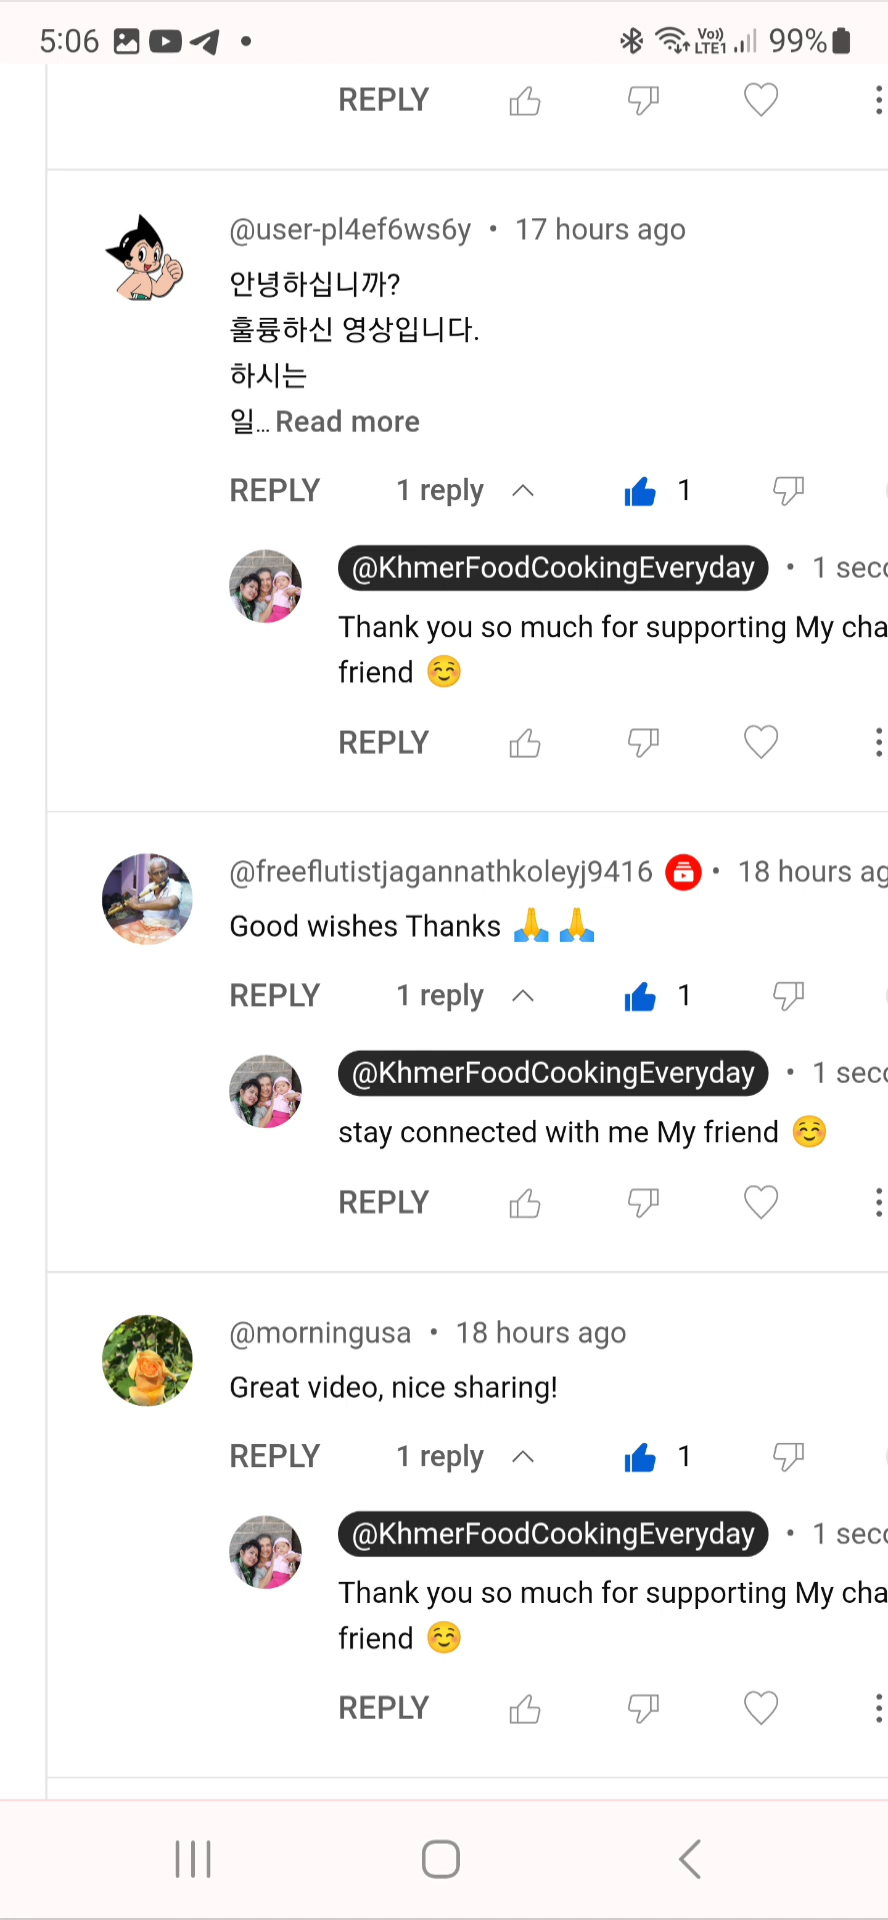 5:06
Vo)) LTE1 99%
REPLY
@user-pl4ef6ws6y • 17 hours ago
안녕하십니까?
훌륭하신 영상입니다.
하시는
일... Read more
REPLY 1 reply 1
@KhmerFoodCookingEveryday • 1 seco
Thank you so much for supporting My cha
friend ☺️
REPLY
@freeflutistjagannathkoleyj9416 • 18 hours ag
Good wishes Thanks 🙏 🙏
REPLY 1 reply 1
@KhmerFoodCookingEveryday • 1 seco
stay connected with me My friend ☺️
REPLY
@morningusa • 18 hours ago
Great video, nice sharing!
REPLY 1 reply 1
@KhmerFoodCookingEveryday • 1 seco
Thank you so much for supporting My cha
friend ☺️
REPLY